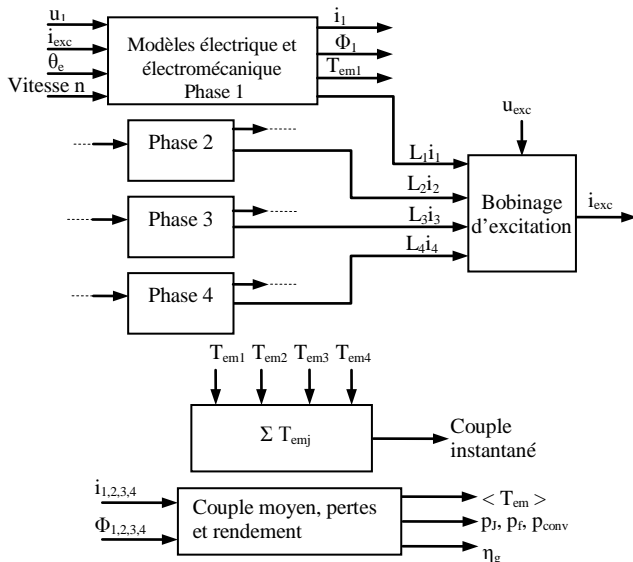 u₁
i_exc
θ_e
Vitesse n
Modèles électrique et
électromécanique
Phase 1
i₁
Φ₁
T_em1
u_exc
Phase 2
Phase 3
Phase 4
L₁i₁
L₂i₂
L₃i₃
L₄i₄
Bobinage
d'excitation
i_exc
T_em1 T_em2 T_em3 T_em4
Σ T_emj
Couple
instantané
i_1,2,3,4
Φ_1,2,3,4
Couple moyen, pertes
et rendement
< T_em >
p_J, p_f, p_conv
η_g